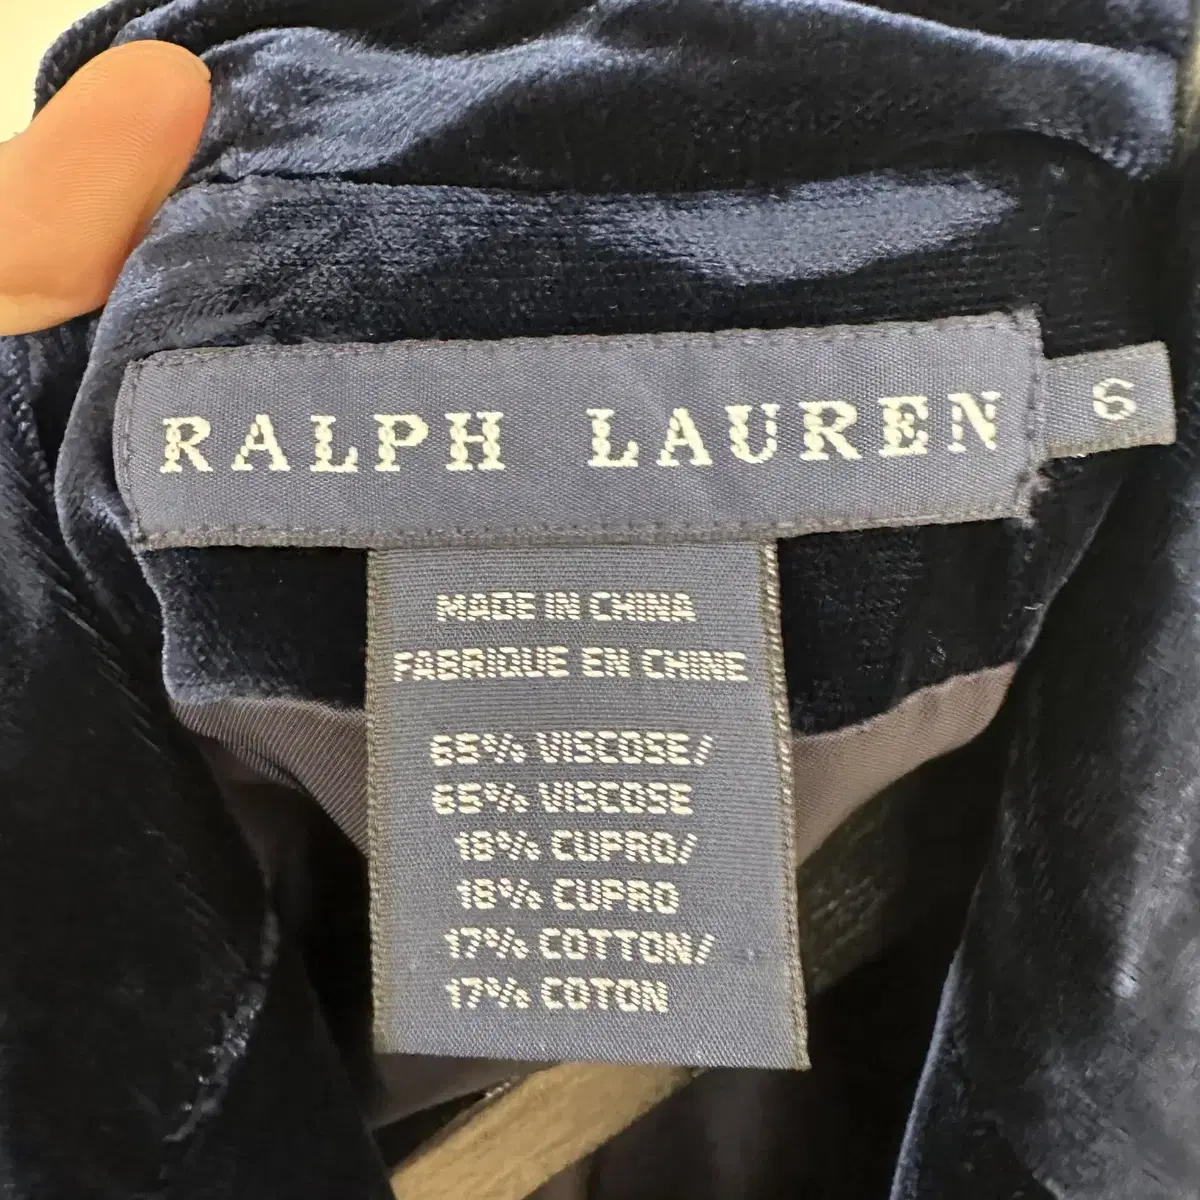 RALPH LAUREN
6
MADE IN CHINA
FABRIQUE EN CHINE
65% VISCOSE/
65% VISCOSE
18% CUPRO/
18% CUPRO
17% COTTON/
17% COTON